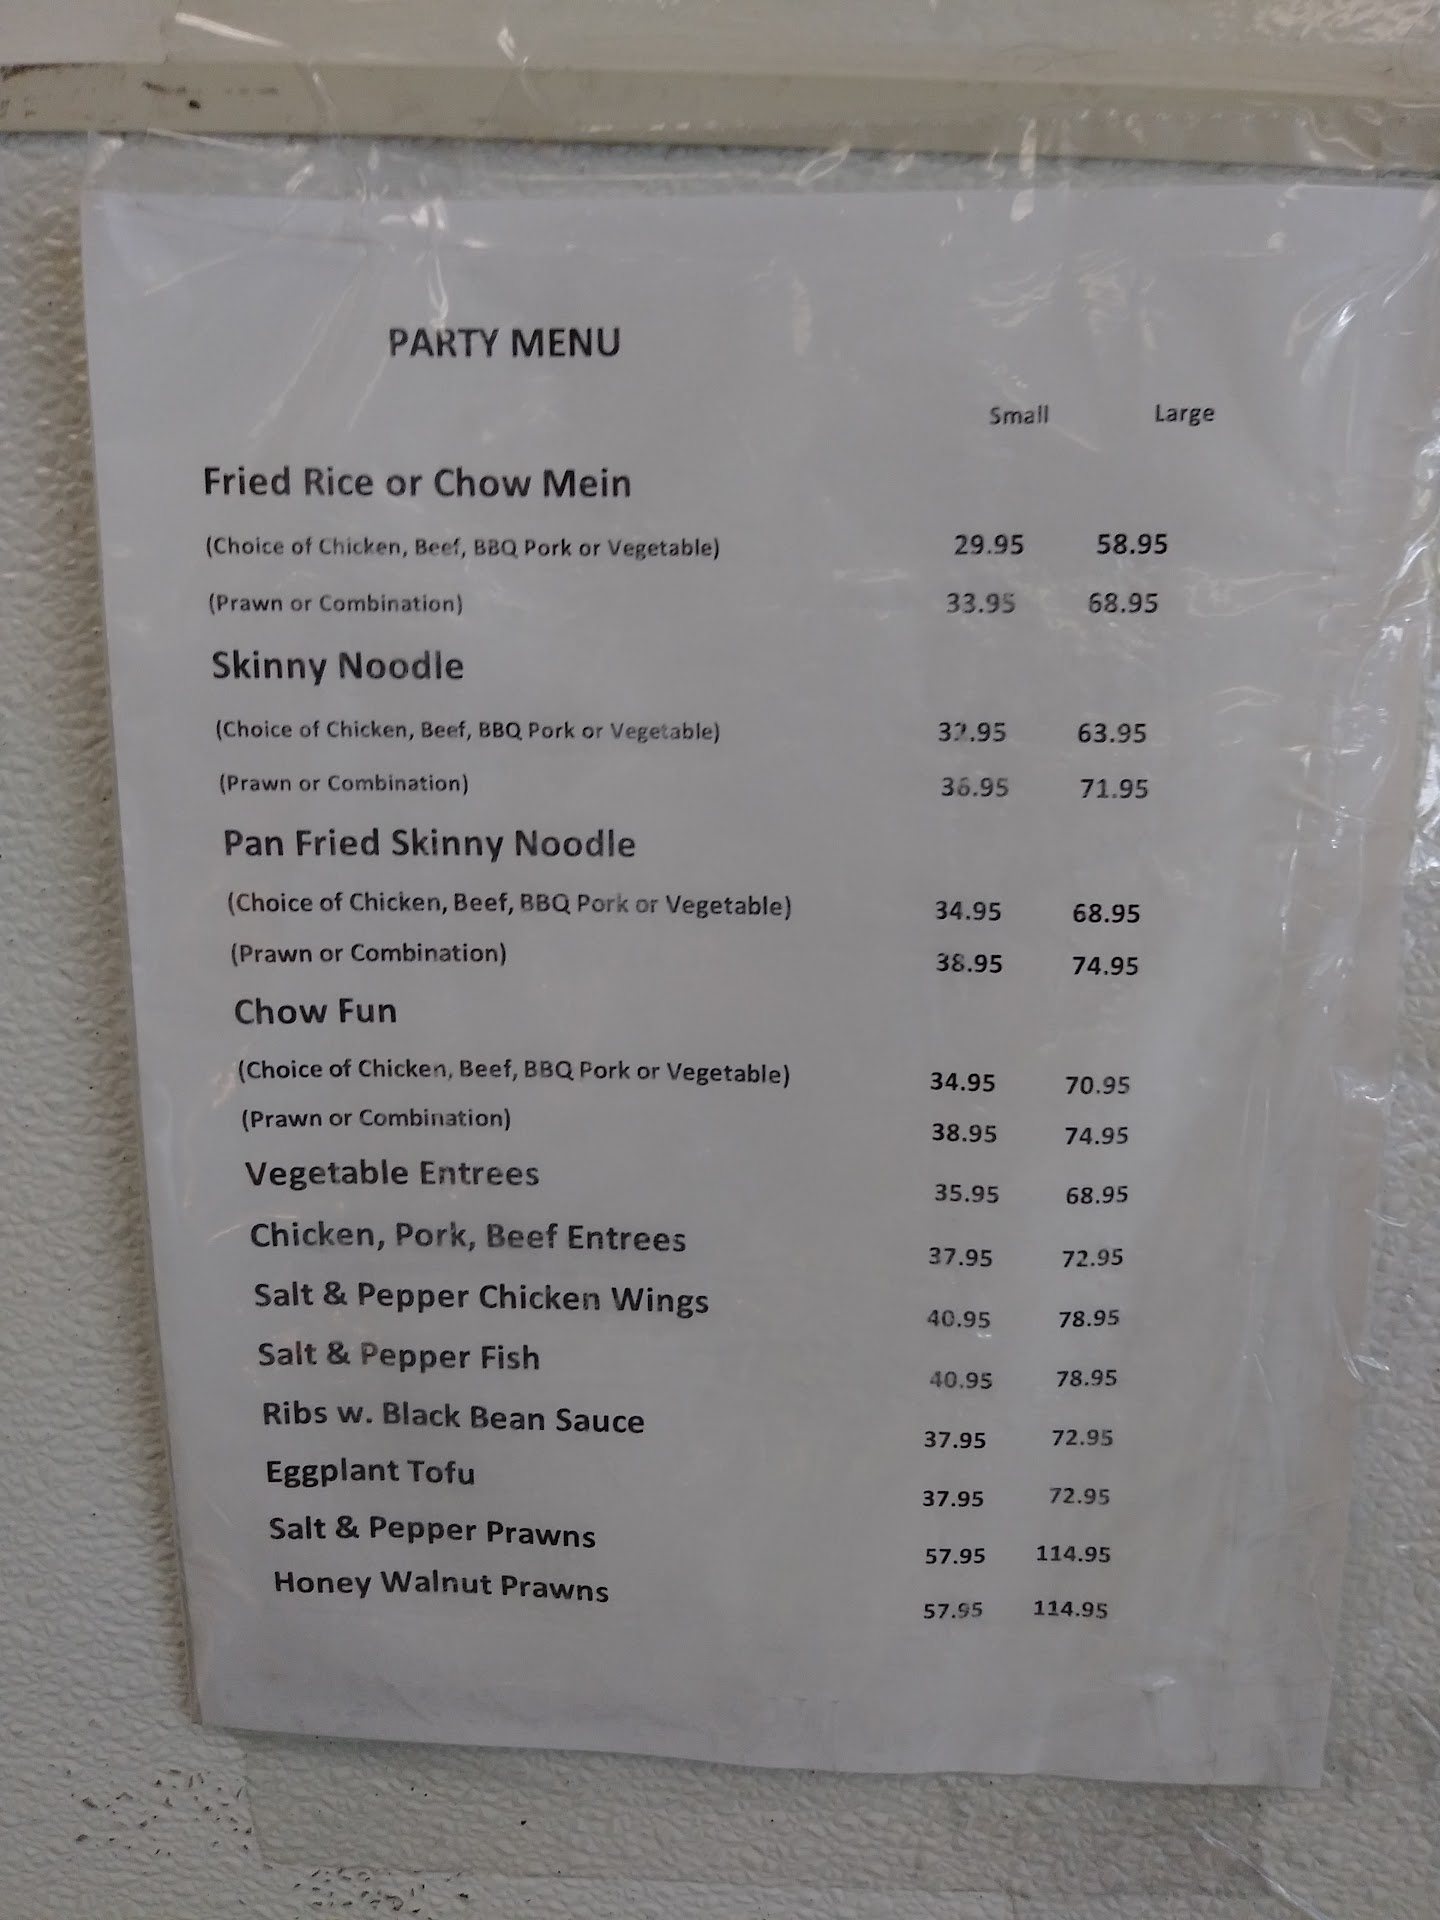 PARTY MENU
Small Large
Fried Rice or Chow Mein
(Choice of Chicken, Beef, BBQ Pork or Vegetable) 29.95 58.95
(Prawn or Combination) 33.95 68.95
Skinny Noodle
(Choice of Chicken, Beef, BBQ Pork or Vegetable) 63.95
(Prawn or Combination) 36.95 71.95
Pan Fried Skinny Noodle
(Choice of Chicken, Beef, BBQ Pork or Vegetable) 34.95 68.95
(Prawn or Combination) 38.95 74.95
Chow Fun
(Choice of Chicken, Beef, BBQ Pork or Vegetable) 34.95 70.95
(Prawn or Combination) 38.95 74.95
Vegetable Entrees 35.95 68.95
Chicken, Pork, Beef Entrees 37.95 72.95
Salt & Pepper Chicken Wings 40.95 78.95
Salt & Pepper Fish 40.95 78.95
Ribs w. Black Bean Sauce 37.95 72.95
Eggplant Tofu 37.95 72.95
Salt & Pepper Prawns 57.95 114.95
Honey Walnut Prawns 57.95 114.95